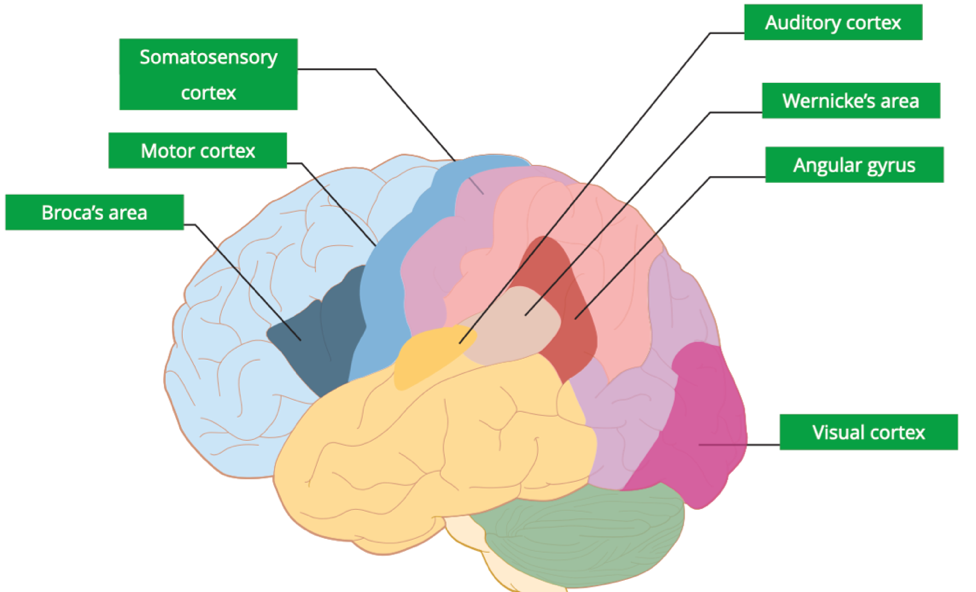 Auditory cortex
Somatosensory
cortex
Wernicke’s area
Motor cortex
Angular gyrus
Broca’s area
Visual cortex